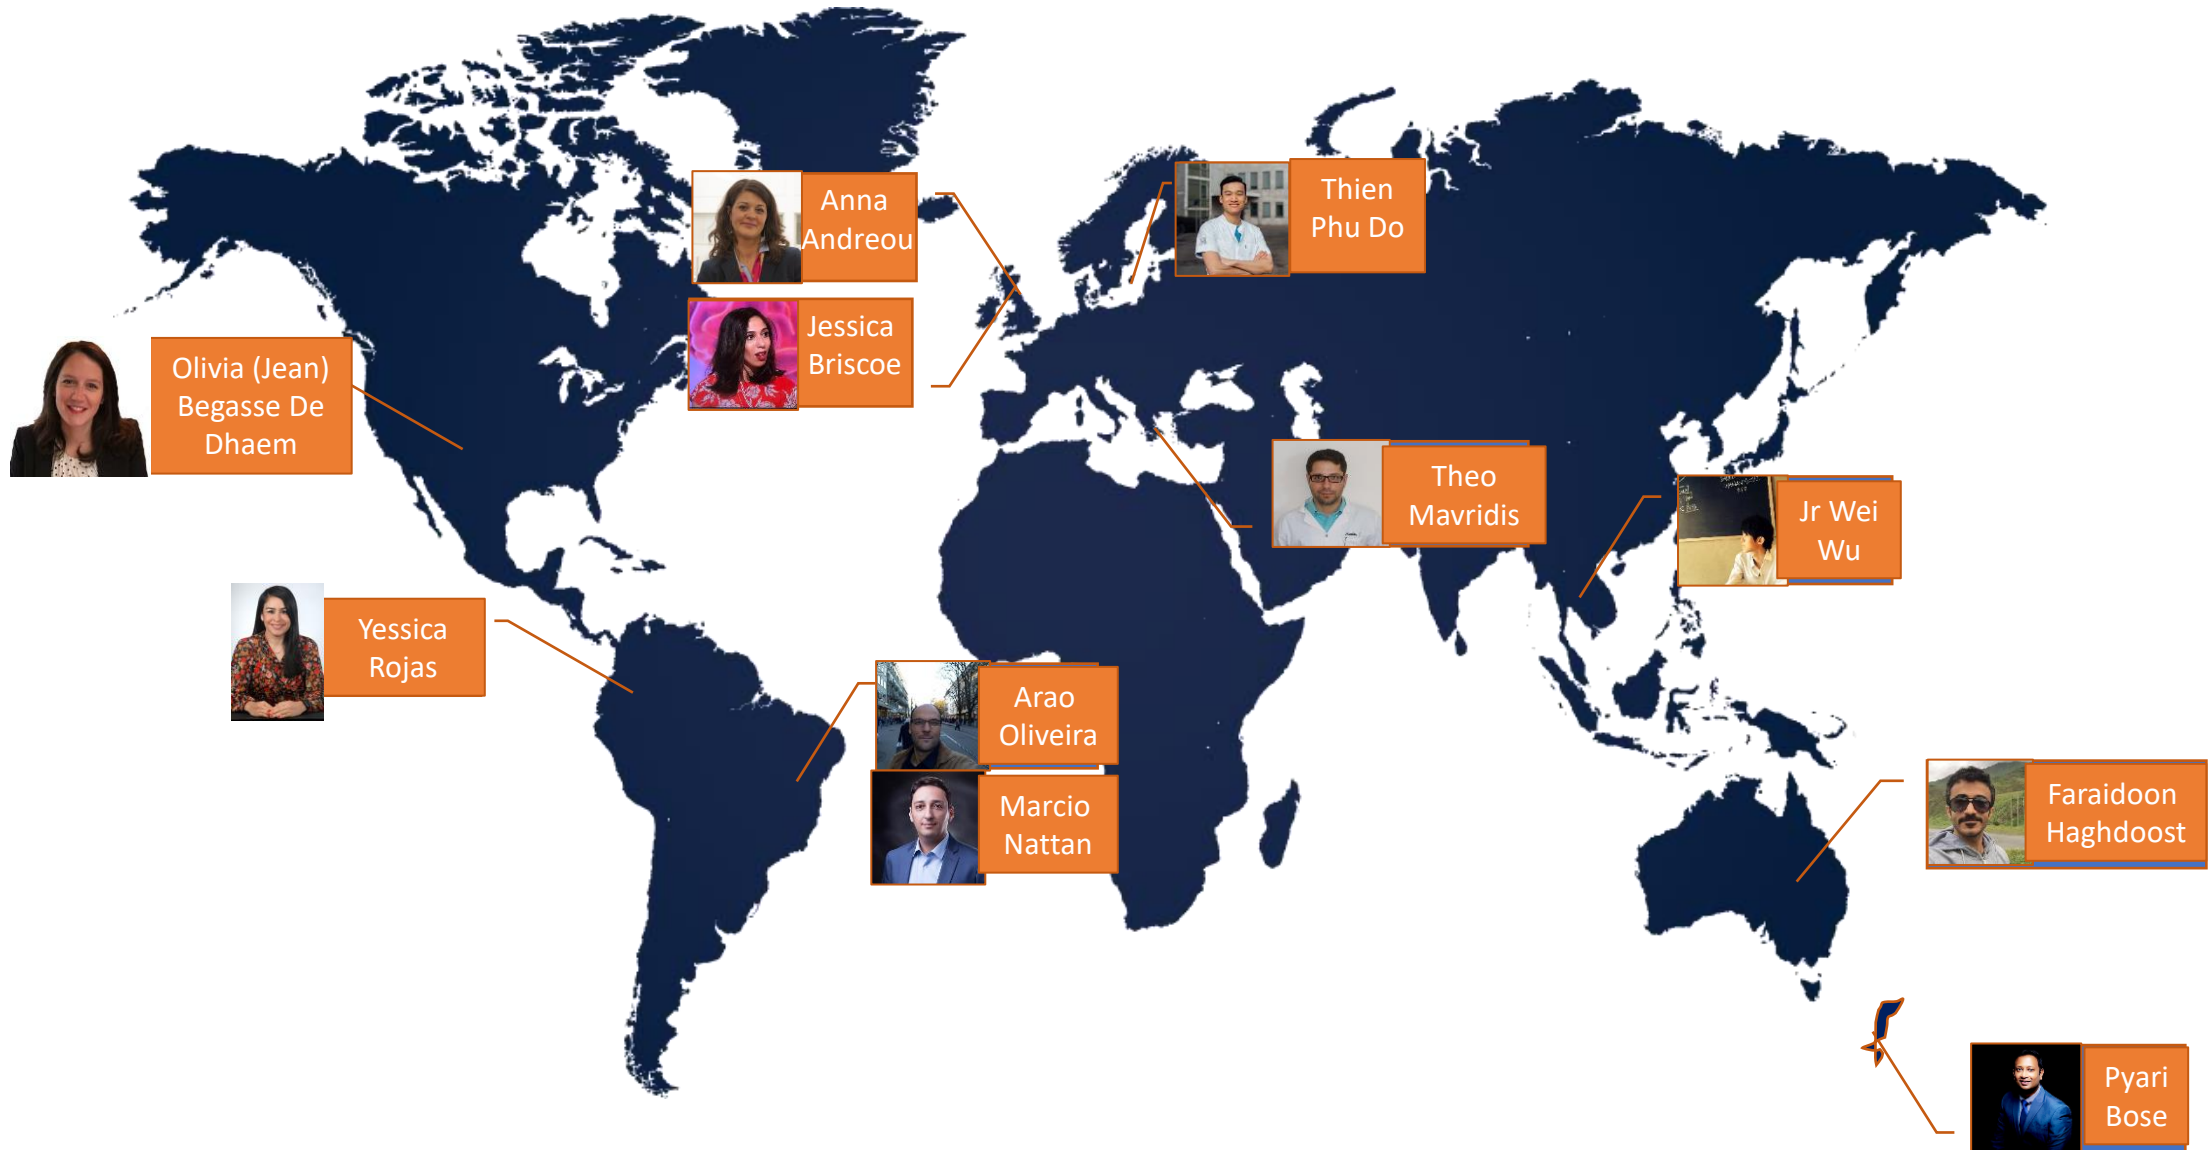 Anna
Andreou
Thien
Phu Do
Jessica
Briscoe
Olivia (Jean)
Begasse De
Dhaem
Theo
Mavridis
Jr Wei
Wu
Yessica
Rojas
Arao
Oliveira
Marcio
Nattan
Faraidoon
Haghdoost
Pyari
Bose